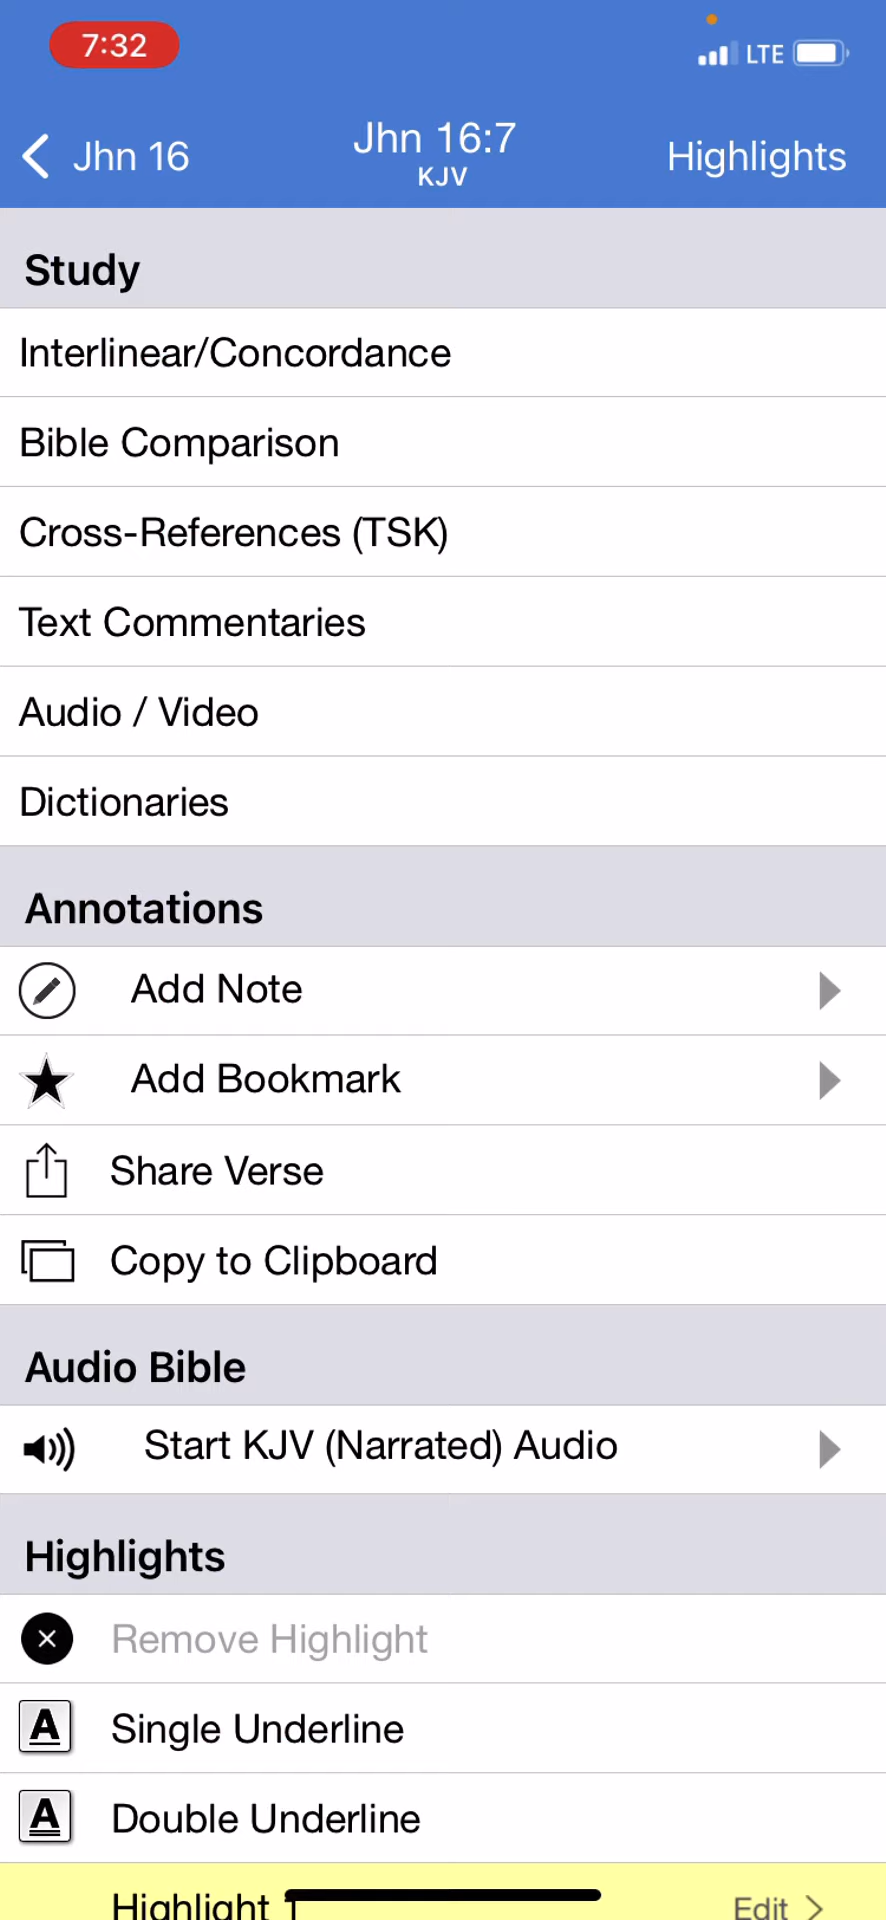 7:32
LTE
Jhn 16
Jhn 16:7
KJV
Highlights
Study
Interlinear/Concordance
Bible Comparison
Cross-References (TSK)
Text Commentaries
Audio / Video
Dictionaries
Annotations
Add Note
Add Bookmark
Share Verse
Copy to Clipboard
Audio Bible
Start KJV (Narrated) Audio
Highlights
Remove Highlight
A Single Underline
A Double Underline
Highlight 1 Edit